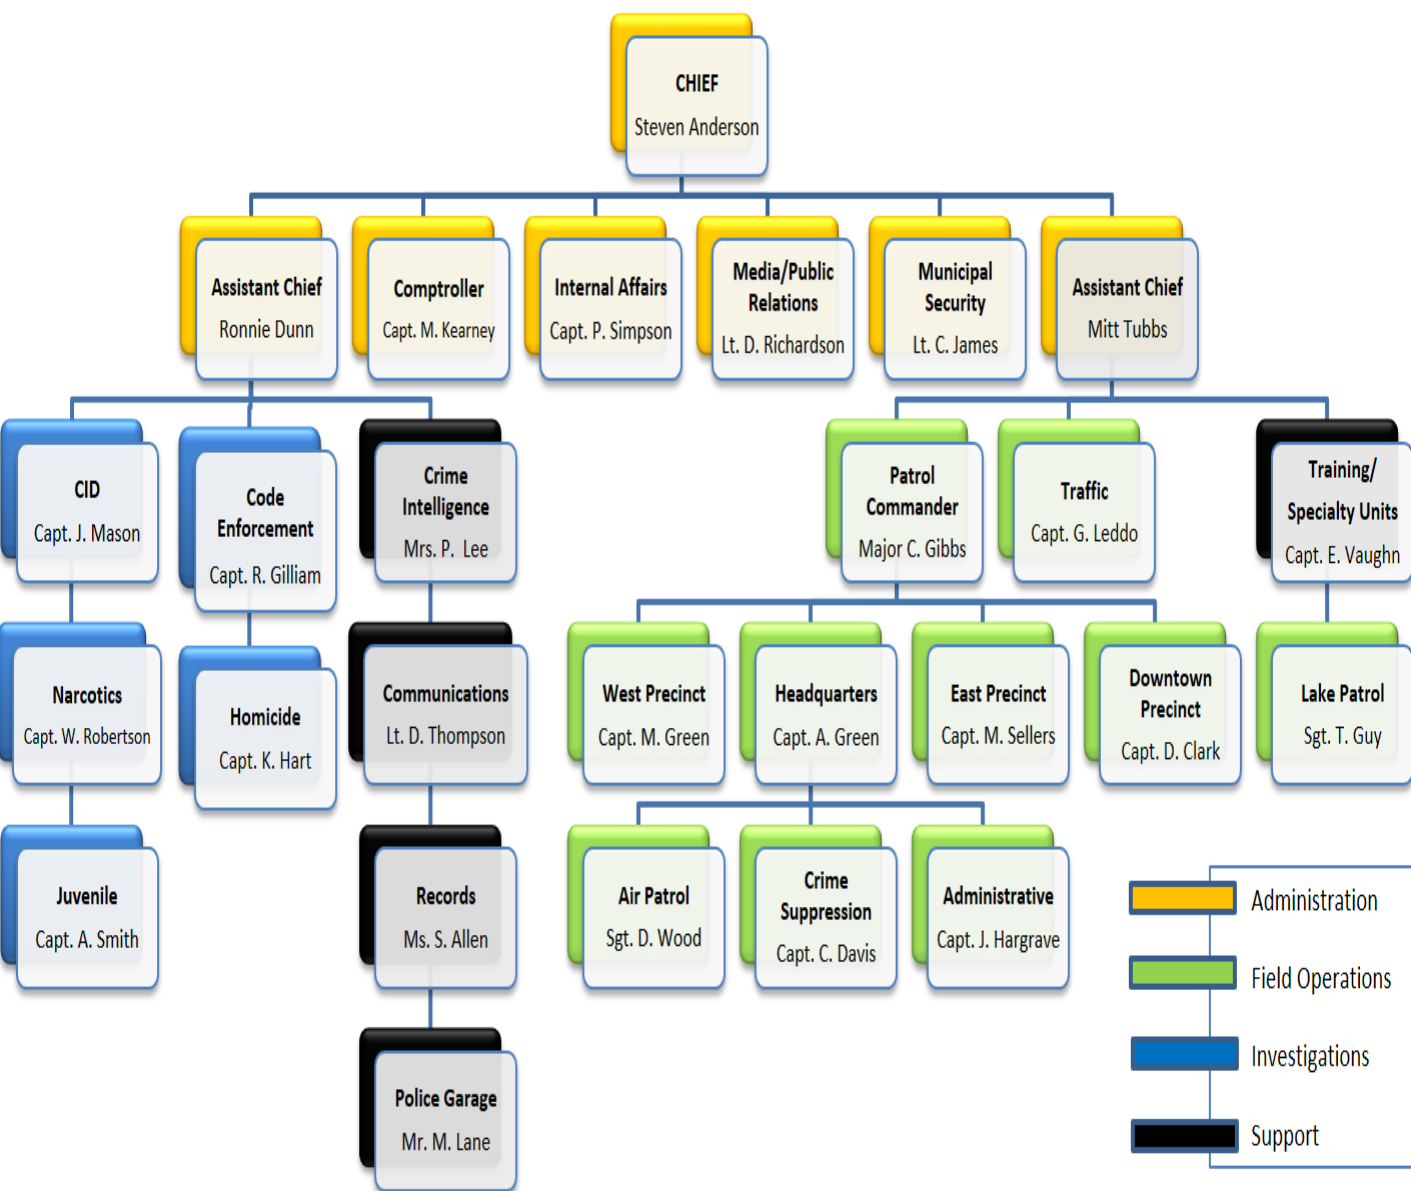 CHIEF
Steven Anderson
Assistant Chief
Ronnie Dunn
Comptroller
Capt. M. Kearney
Internal Affairs
Capt. P. Simpson
Media/Public
Relations
Lt. D. Richardson
Municipal
Security
Lt. C. James
Assistant Chief
Mitt Tubbs
CID
Capt. J. Mason
Code
Enforcement
Capt. R. Gilliam
Crime
Intelligence
Mrs. P. Lee
Patrol
Commander
Major C. Gibbs
Traffic
Capt. G. Leddo
Training/
Specialty Units
Capt. E. Vaughn
Narcotics
Capt. W. Robertson
Homicide
Capt. K. Hart
Communications
Lt. D. Thompson
West Precinct
Capt. M. Green
Headquarters
Capt. A. Green
East Precinct
Capt. M. Sellers
Downtown
Precinct
Capt. D. Clark
Lake Patrol
Sgt. T. Guy
Juvenile
Capt. A. Smith
Records
Ms. S. Allen
Air Patrol
Sgt. D. Wood
Crime
Suppression
Capt. C. Davis
Administrative
Capt. J. Hargrave
Police Garage
Mr. M. Lane
Administration
Field Operations
Investigations
Support